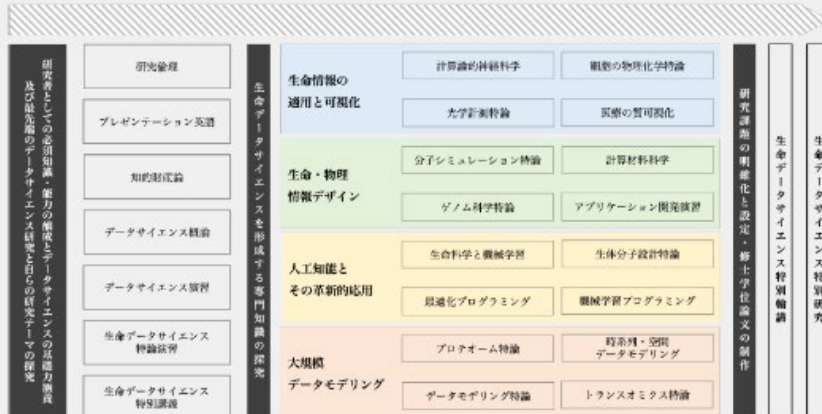 研究者としての必須知識・能力の醸成とデータサイエンスの基礎能力涵養
及び最先端のデータサイエンス研究と自らの研究テーマの探究
研究倫理
プレゼンテーション英語
知的財産論
データサイエンス概論
データサイエンス演習
生命データサイエンス
特論演習
生命データサイエンス
特別講義
生命データサイエンスを形成する専門知識の探究
生命情報の
適用と可視化
計算論的神経科学
細胞の物理化学特論
光学計測特論
医療の質可視化
生命・物理
情報デザイン
分子シミュレーション特論
計算材料科学
ゲノム科学特論
アプリケーション開発演習
人工知能と
その革新的応用
生命科学と機械学習
生体分子設計特論
最適化プログラミング
機械学習プログラミング
大規模
データモデリング
プロテオーム特論
時系列・空間
データモデリング
データモデリング特論
トランスオミクス特論
研究課題の明確化と設定・修士学位論文の制作
生命データサイエンス特別輪講
生命データサイエンス特別研究